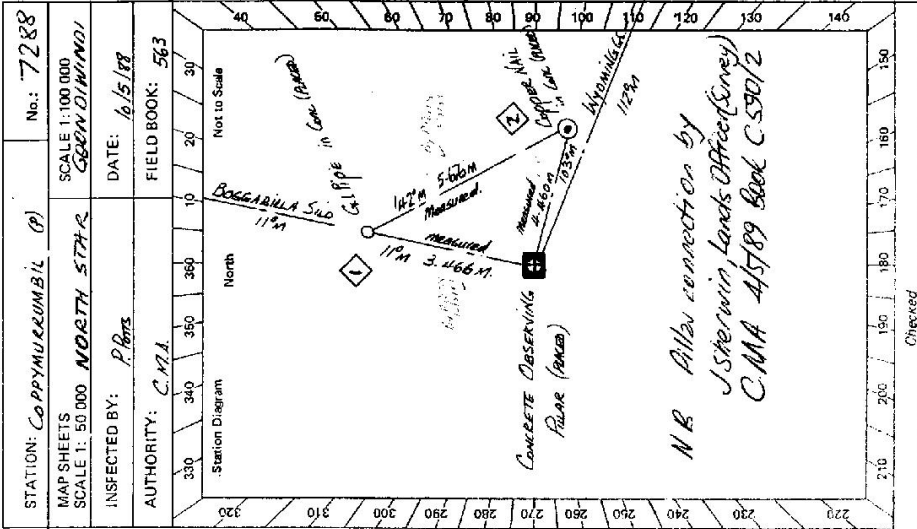 STATION: COPPYMURRUMBIL (P)
No.: 7288
MAP SHEETS
SCALE 1: 50 000 NORTH STAR
SCALE 1:100 000
GOONDIWINDI
INSPECTED BY: P. Potts
DATE: 10/5/88
AUTHORITY: C.M.A.
FIELD BOOK: 563
330
340
350
360
10
20
30
Station Diagram
North
Not to Scale
320
310
300
290
280
270
260
250
240
230
220
40
50
60
70
80
90
100
110
120
130
140
BOGGABILLA SILO
11°M
G.I. PIPE in Conc (PLACED)
1
142°M 5.676M
Measured
11°M 3.466M.
measured
2
COPPER NAIL
in Conc (PLACED)
measured
4.460M
103°M
WYOMING GS
112°M
CONCRETE OBSERVING
PILLAR (PLACED)
NB Pillar connection by
J Sherwin, Lands Officer (Survey)
CMA 4/5/89 Book C5590/2
210
200
190
180
170
160
150
Checked